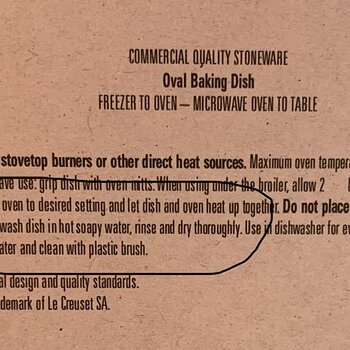 COMMERCIAL QUALITY STONEWARE
Oval Baking Dish
FREEZER TO OVEN — MICROWAVE OVEN TO TABLE
stovetop burners or other direct heat sources. Maximum oven tempera
ave use: grip dish with oven mitts. When using under the broiler, allow 2
oven to desired setting and let dish and oven heat up together. Do not place
wash dish in hot soapy water, rinse and dry thoroughly. Use in dishwasher for ev
ater and clean with plastic brush.
al design and quality standards.
demark of Le Creuset SA.